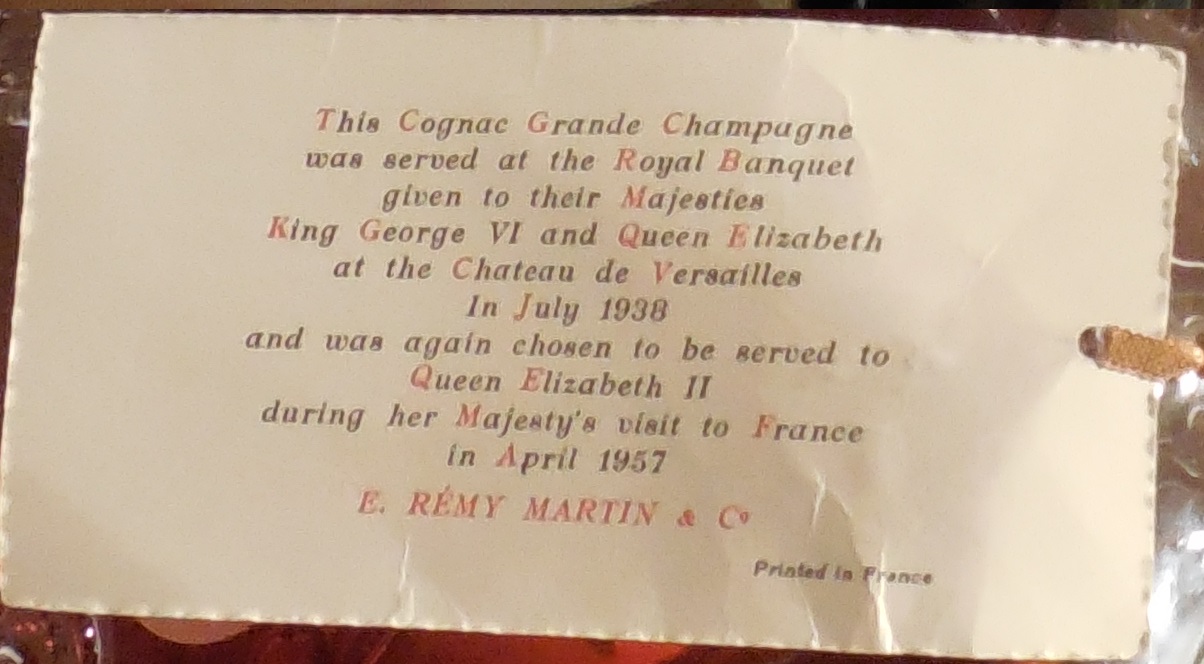 This Cognac Grande Champagne
was served at the Royal Banquet
given to their Majesties
King George VI and Queen Elizabeth
at the Chateau de Versailles
In July 1938
and was again chosen to be served to
Queen Elizabeth II
during her Majesty's visit to France
in April 1957
E. RÉMY MARTIN & Cº
Printed in France